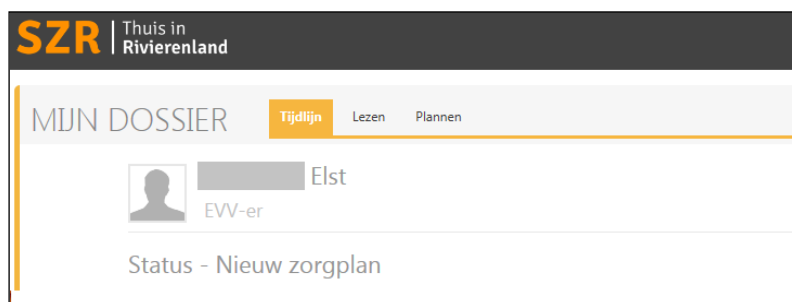 SZR
Thuis in
Rivierenland
MIJN DOSSIER
Tijdlijn Lezen Plannen
Elst
EVV-er
Status - Nieuw zorgplan